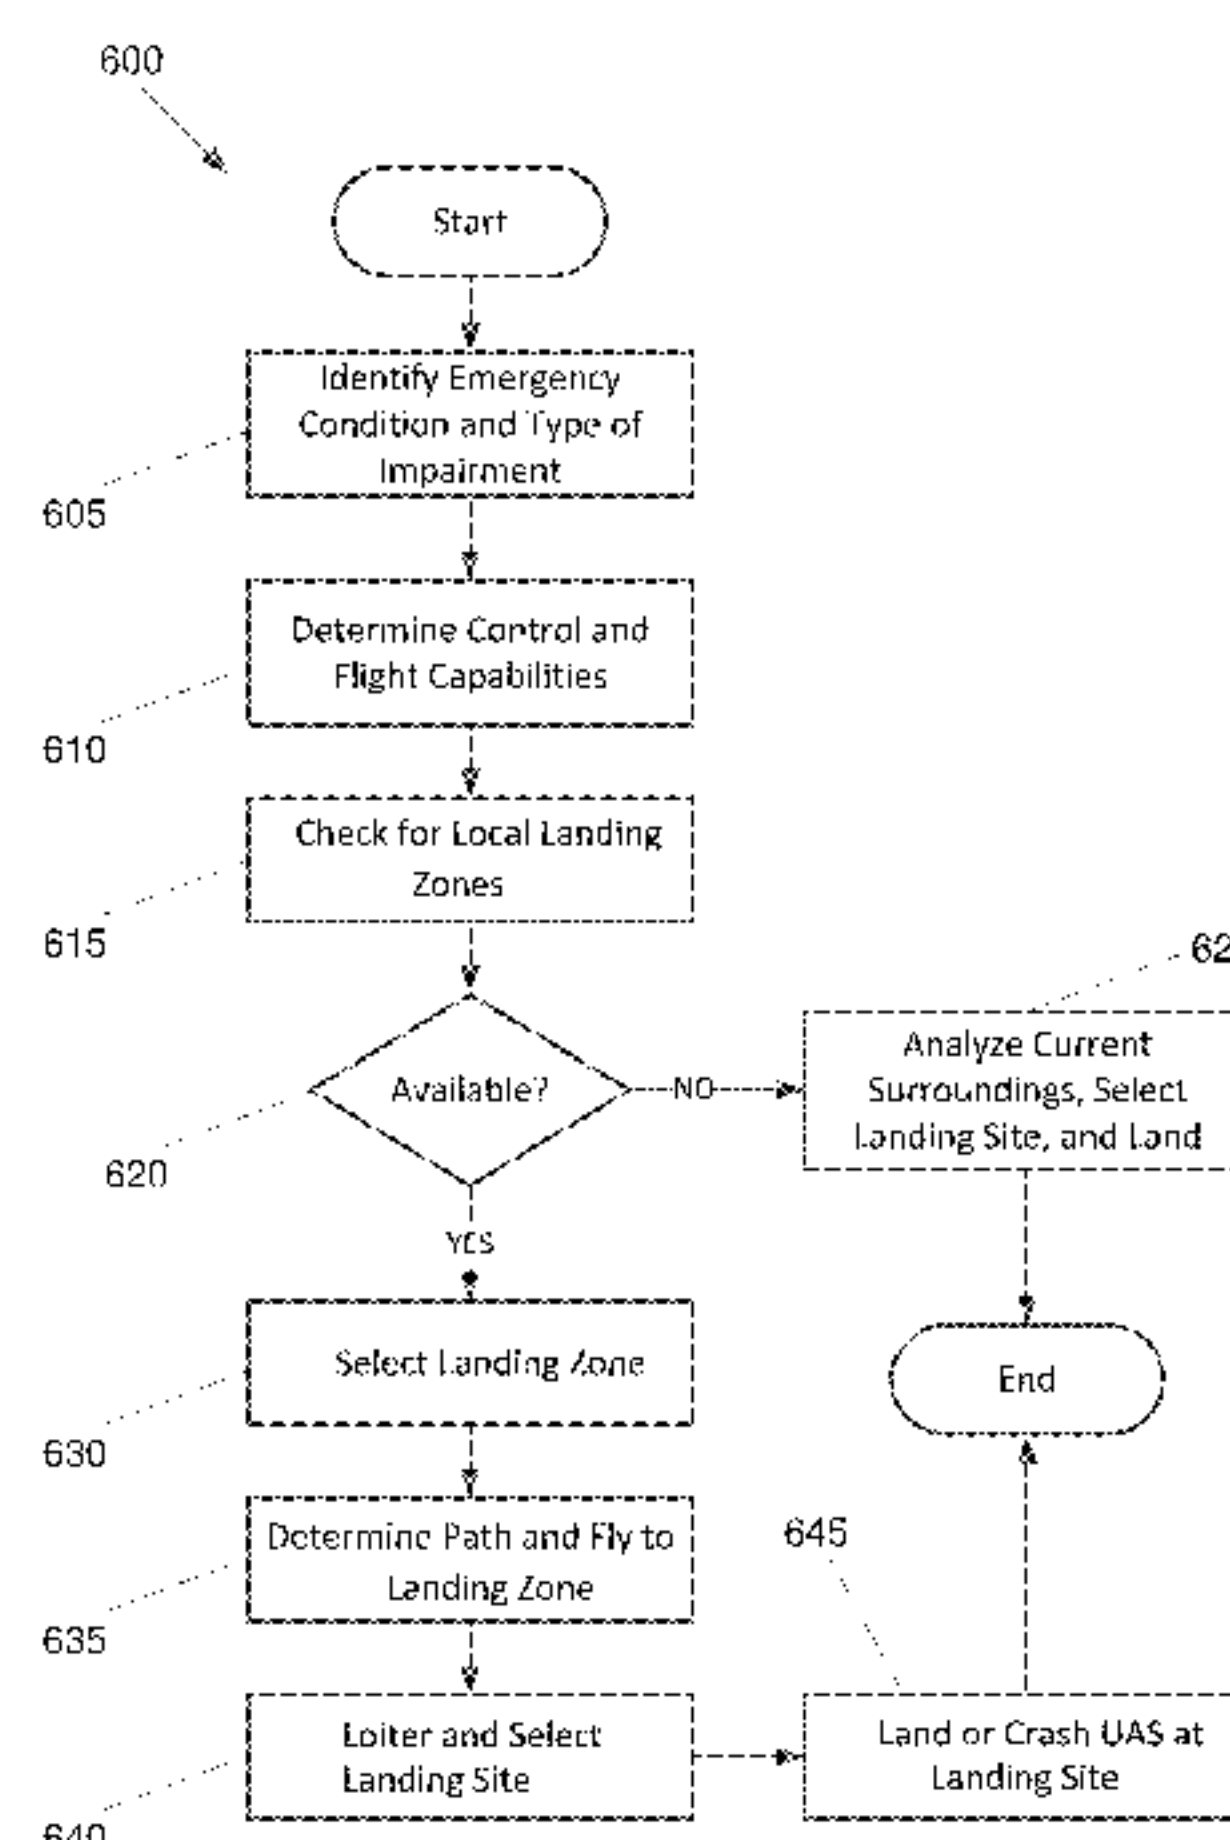 600
Start
Identify Emergency
Condition and Type of
Impairment
605
Determine Control and
Flight Capabilities
610
Check for Local Landing
Zones
615
62
Analyze Current
Surroundings, Select
Landing Site, and Land
Available?
NO
620
YES
Select Landing Zone
630
End
Determine Path and Fly to
Landing Zone
635
645
Loiter and Select
Landing Site
640
Land or Crash UAS at
Landing Site